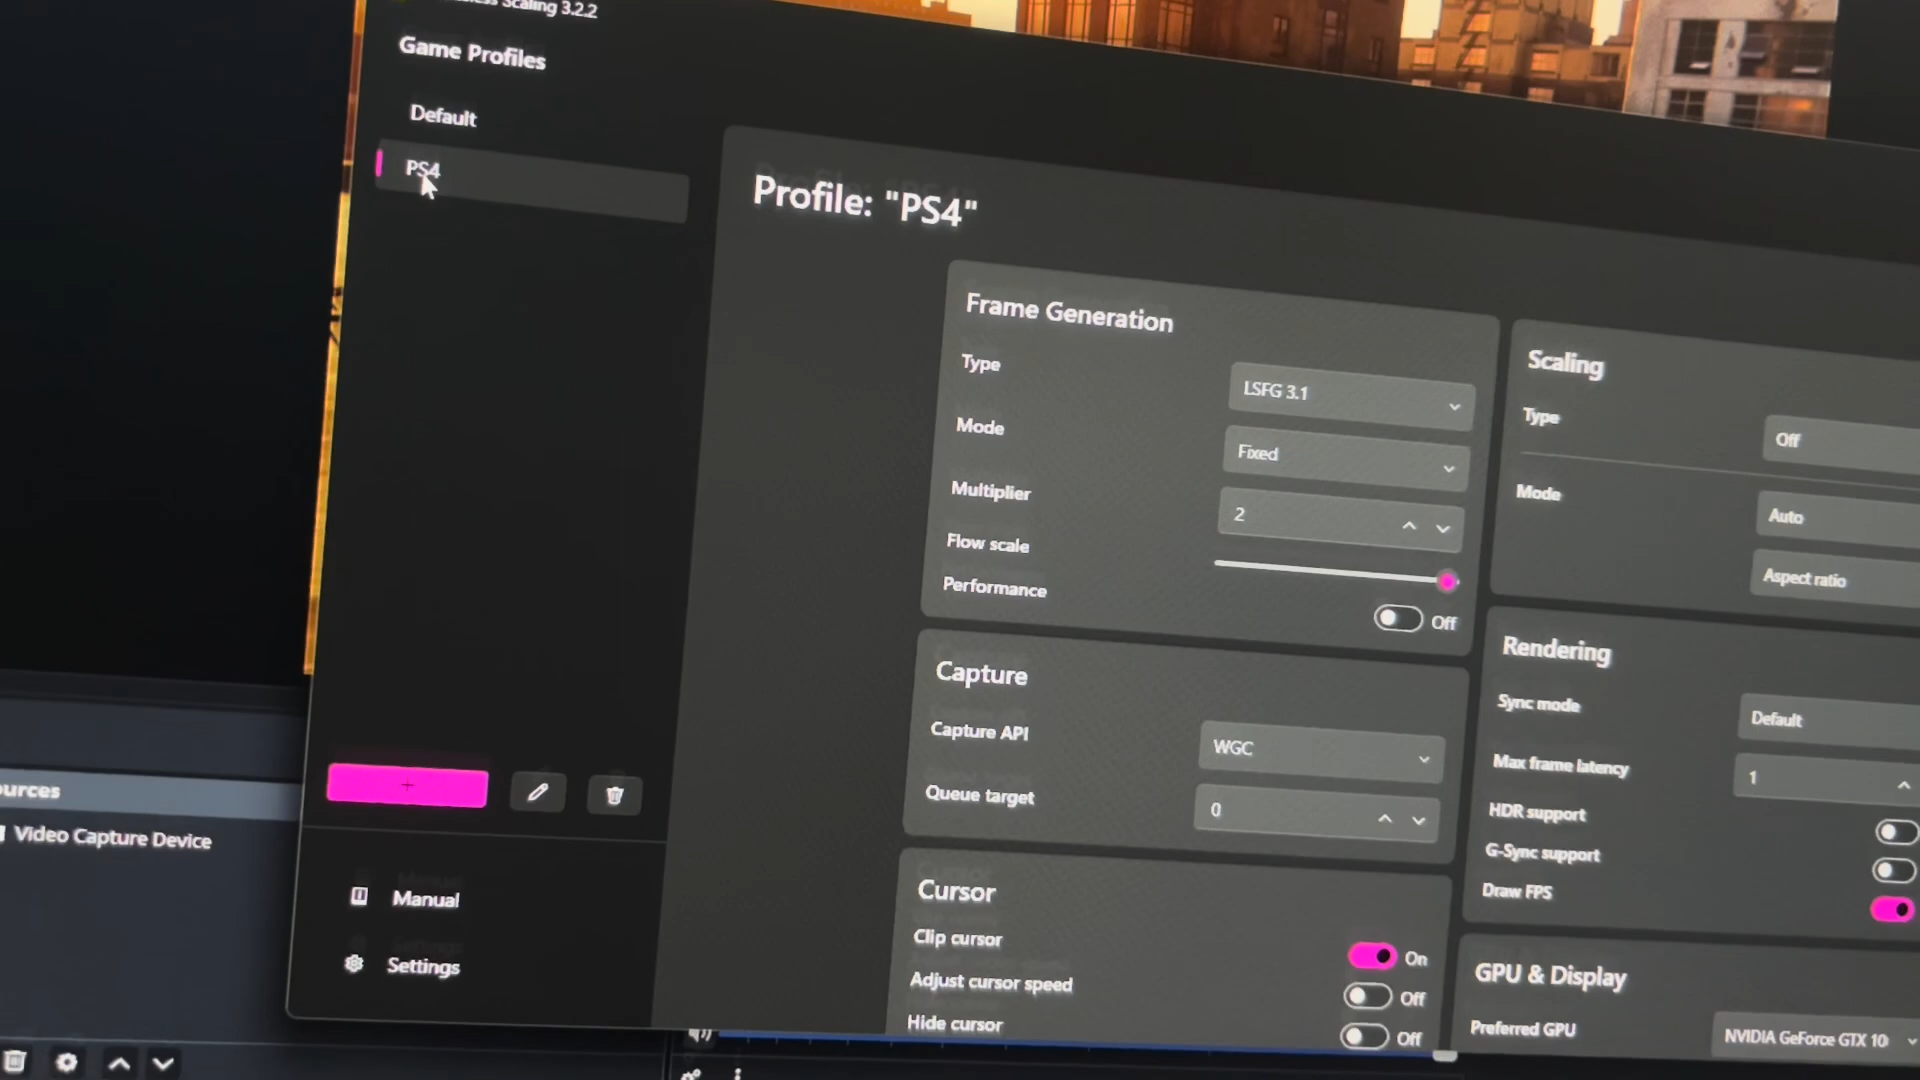 Scaling 3.2.2
Game Profiles
Default
PS4
Profile: "PS4"
Frame Generation
Type
LSFG 3.1
Mode
Fixed
Multiplier
2
Flow scale
Performance
Off
Capture
Capture API
WGC
Queue target
0
Cursor
Clip cursor
On
Adjust cursor speed
Off
Hide cursor
Off
Scaling
Type
Off
Mode
Auto
Aspect ratio
Rendering
Sync mode
Default
Max frame latency
1
HDR support
G-Sync support
Draw FPS
GPU & Display
Preferred GPU
NVIDIA GeForce GTX 10
+
Manual
Settings
urces
Video Capture Device